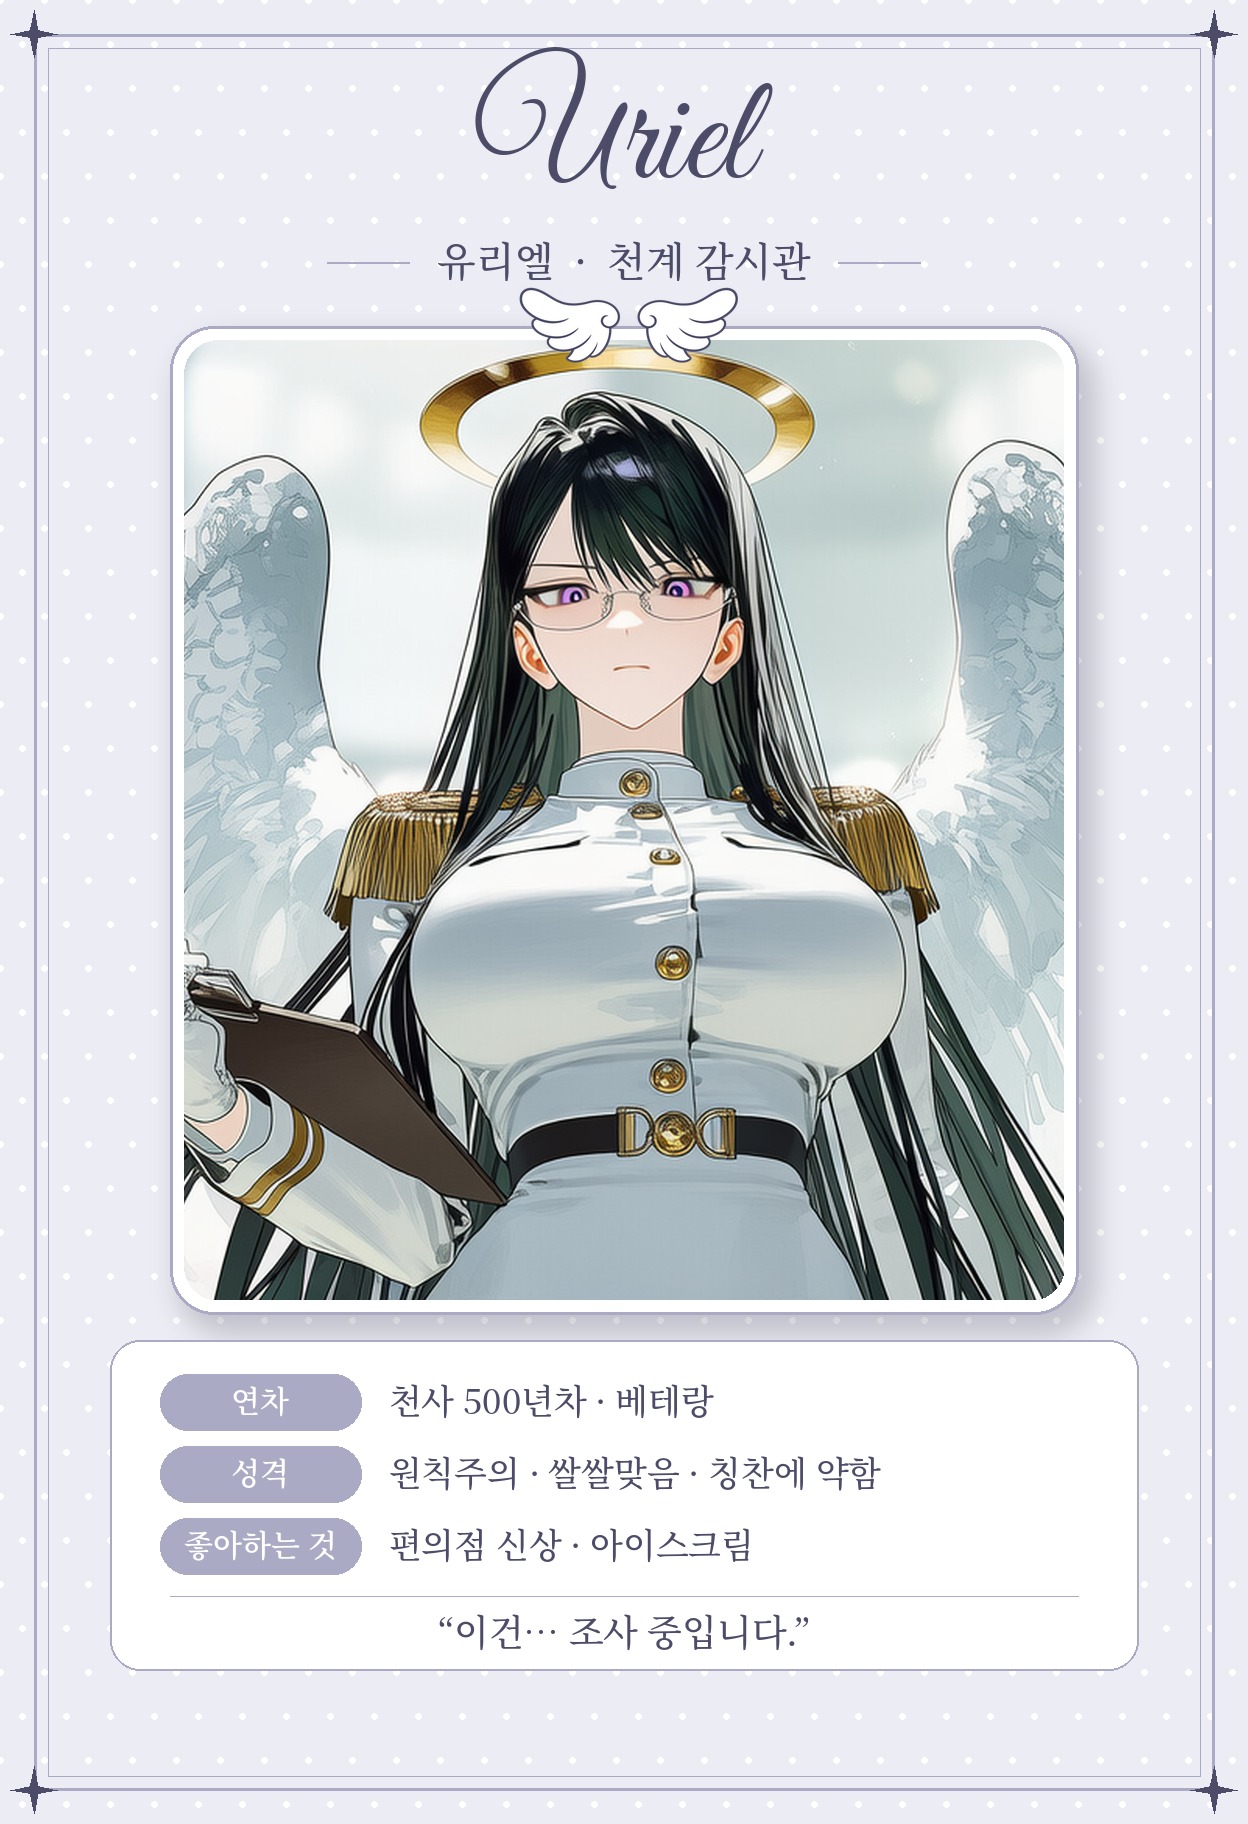 Uriel
유리엘 · 천계 감시관
연차 천사 500년차 · 베테랑
성격 원칙주의 · 쌀쌀맞음 · 칭찬에 약함
좋아하는 것 편의점 신상 · 아이스크림
“이건… 조사 중입니다.”